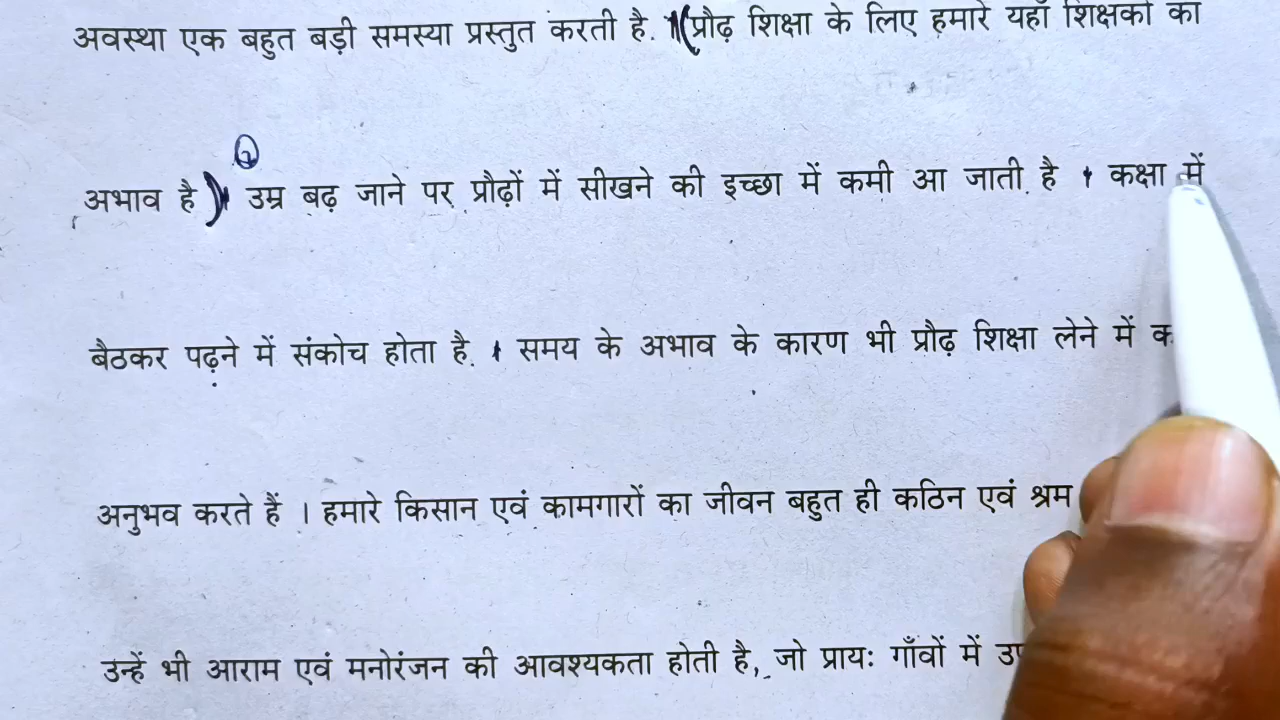 अवस्था एक बहुत बड़ी समस्या प्रस्तुत करती है. (प्रौढ़ शिक्षा के लिए हमारे यहाँ शिक्षकों का
अभाव है) । उम्र बढ़ जाने पर प्रौढ़ों में सीखने की इच्छा में कमी आ जाती है । कक्षा में
बैठकर पढ़ने में संकोच होता है. । समय के अभाव के कारण भी प्रौढ़ शिक्षा लेने में
अनुभव करते हैं । हमारे किसान एवं कामगारों का जीवन बहुत ही कठिन एवं श्रम
उन्हें भी आराम एवं मनोरंजन की आवश्यकता होती है, जो प्रायः गाँवों में